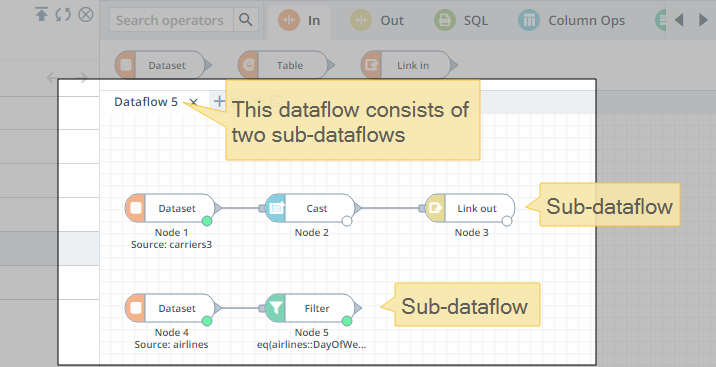 Search operators
In
Out
SQL
Column Ops
Dataset
Table
Link in
Dataflow 5
This dataflow consists of
two sub-dataflows
Dataset
Cast
Link out
Sub-dataflow
Node 1
Source: carriers3
Node 2
Node 3
Dataset
Filter
Sub-dataflow
Node 4
Source: airlines
Node 5
eq(airlines::DayOfWe...